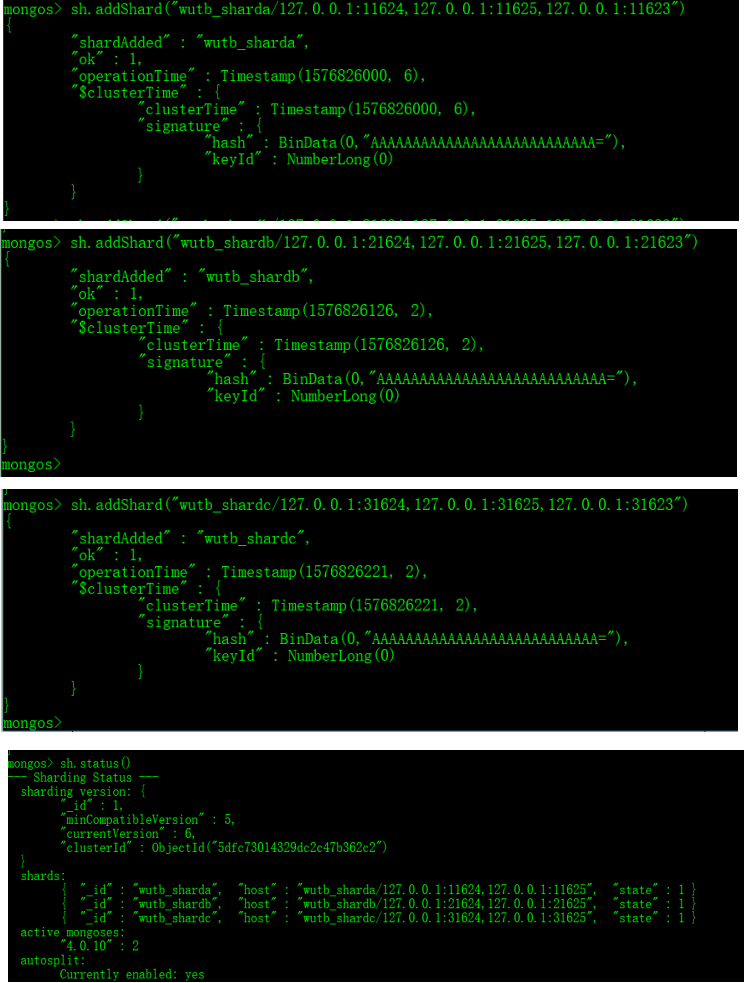 mongos> sh.addShard("wutb_sharda/127.0.0.1:11624,127.0.0.1:11625,127.0.0.1:11623")
{
"shardAdded" : "wutb_sharda",
"ok" : 1,
"operationTime" : Timestamp(1576826000, 6),
"$clusterTime" : {
"clusterTime" : Timestamp(1576826000, 6),
"signature" : {
"hash" : BinData(0,"AAAAAAAAAAAAAAAAAAAAAAAAAAA="),
"keyId" : NumberLong(0)
}
}
}
mongos> sh.addShard("wutb_shardb/127.0.0.1:21624,127.0.0.1:21625,127.0.0.1:21623")
{
"shardAdded" : "wutb_shardb",
"ok" : 1,
"operationTime" : Timestamp(1576826126, 2),
"$clusterTime" : {
"clusterTime" : Timestamp(1576826126, 2),
"signature" : {
"hash" : BinData(0,"AAAAAAAAAAAAAAAAAAAAAAAAAAA="),
"keyId" : NumberLong(0)
}
}
}
mongos>
mongos> sh.addShard("wutb_shardc/127.0.0.1:31624,127.0.0.1:31625,127.0.0.1:31623")
{
"shardAdded" : "wutb_shardc",
"ok" : 1,
"operationTime" : Timestamp(1576826221, 2),
"$clusterTime" : {
"clusterTime" : Timestamp(1576826221, 2),
"signature" : {
"hash" : BinData(0,"AAAAAAAAAAAAAAAAAAAAAAAAAAA="),
"keyId" : NumberLong(0)
}
}
}
mongos>
mongos> sh.status()
--- Sharding Status ---
sharding version: {
"_id" : 1,
"minCompatibleVersion" : 5,
"currentVersion" : 6,
"clusterId" : ObjectId("5dfc73014329dc2c47b362c2")
}
shards:
{ "_id" : "wutb_sharda", "host" : "wutb_sharda/127.0.0.1:11624,127.0.0.1:11625", "state" : 1 }
{ "_id" : "wutb_shardb", "host" : "wutb_shardb/127.0.0.1:21624,127.0.0.1:21625", "state" : 1 }
{ "_id" : "wutb_shardc", "host" : "wutb_shardc/127.0.0.1:31624,127.0.0.1:31625", "state" : 1 }
active mongoses:
"4.0.10" : 2
autosplit:
Currently enabled: yes